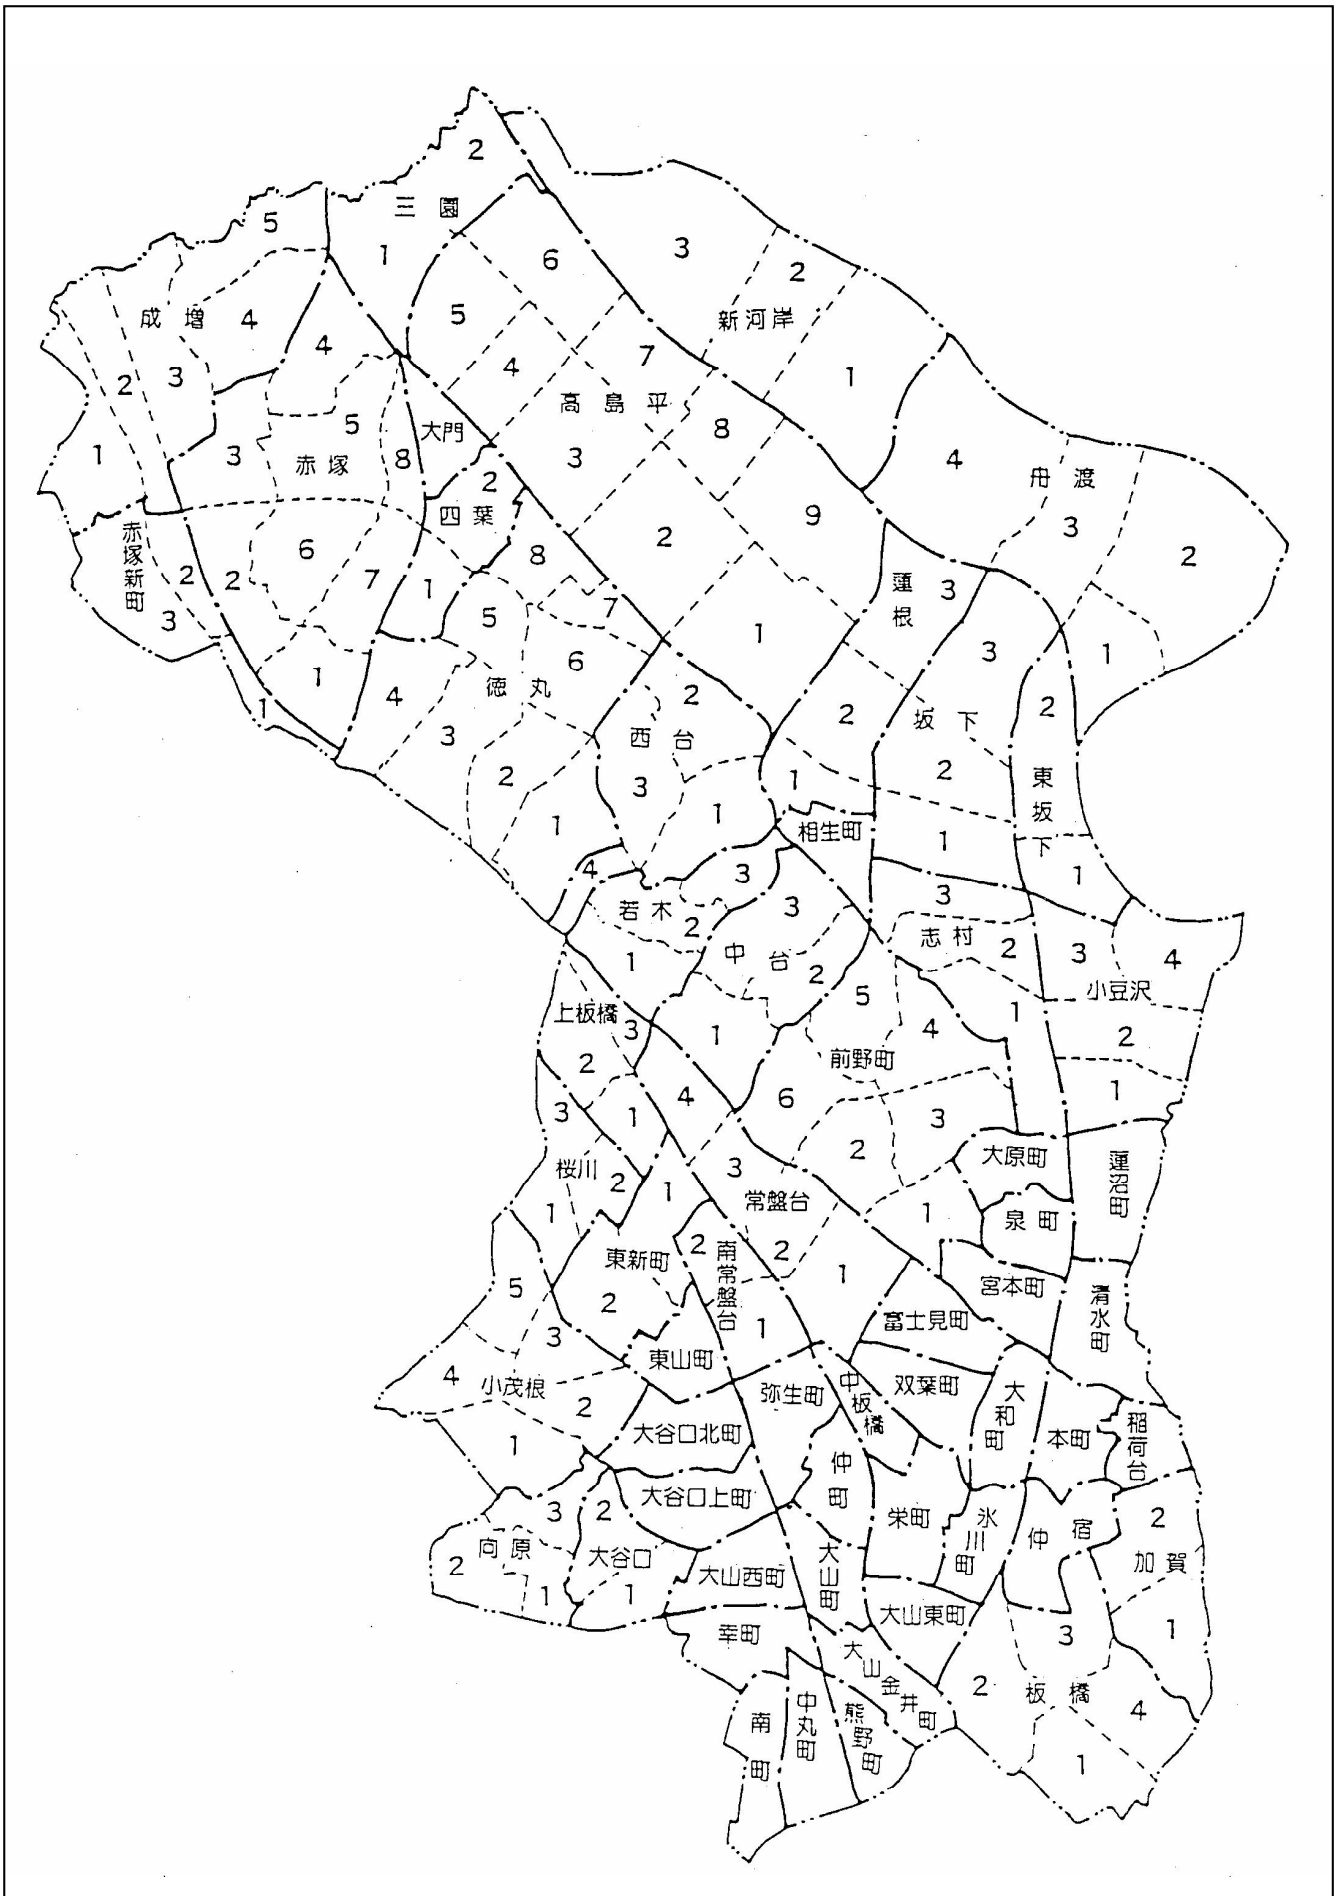 2
三園
5
1
6
3
2
成増
4
新河岸
5
4
7
4
2
3
1
高島平
大門
5
8
1
3
赤塚
8
3
2
4
舟渡
四葉
9
3
赤塚新町
6
8
2
2
2
2
7
1
蓮根
3
3
5
7
1
3
1
6
1
4
徳丸
2
2
坂下
2
1
3
西台
2
3
1
2
東坂下
1
1
相生町
1
4
3
1
3
3
若木
2
志村
2
3
4
中台
1
2
5
小豆沢
上板橋
3
1
4
1
2
前野町
2
4
6
1
3
1
3
大原町
2
桜川
3
蓮沼町
2
1
常盤台
1
1
泉町
2
南常盤台
2
東新町
1
宮本町
5
清水町
2
富士見町
3
1
東山町
4
小茂根
弥生町
中板橋
双葉町
大和町
2
稲荷台
大谷口北町
本町
1
仲町
大谷口上町
3
2
栄町
氷川町
仲宿
2
向原
大谷口
加賀
2
大山西町
大山町
1
1
大山東町
幸町
3
1
大山金井町
2
板橋
中丸町
熊野町
4
南町
1